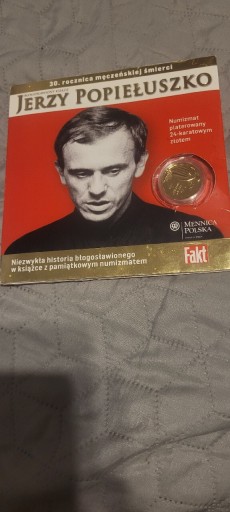 30. rocznica męczeńskiej śmierci
JERZY POPIEŁUSZKO
Numizmat
platerowany
24-karatowym
złotem
MENNICA
POLSKA
Niezwykła historia błogosławionego
w książce z pamiątkowym numizmatem
Fakt